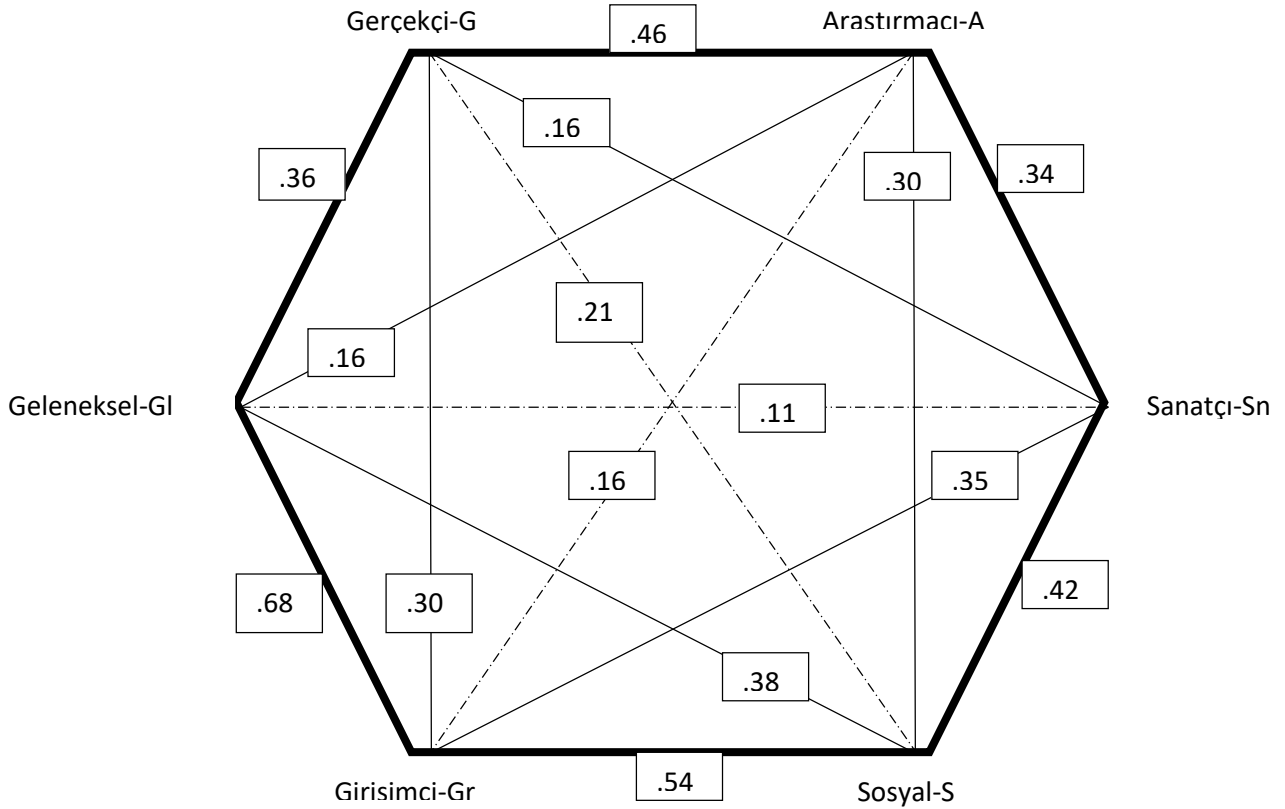 Gerçekçi-G
Arastırmacı-A
.46
.16
.36
.30
.34
.21
.16
Geleneksel-Gl
.11
Sanatçı-Sn
.16
.35
.68
.30
.42
.38
.54
Girisimci-Gr
Sosyal-S